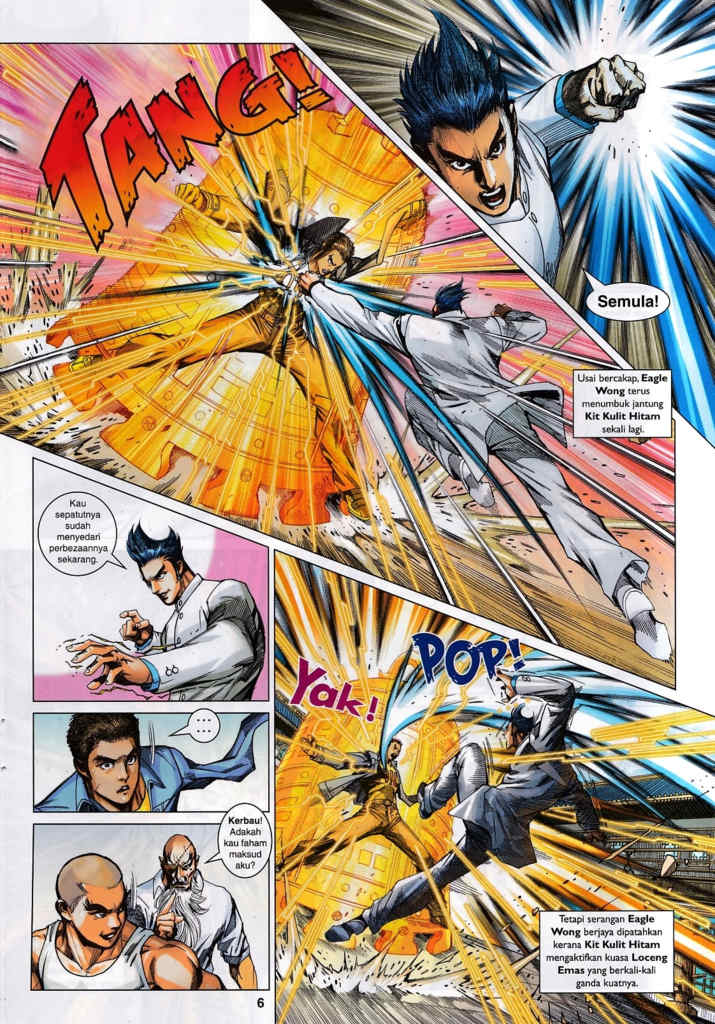 TANG!
Semula!
Usai bercakap, Eagle
Wong terus
menumbuk jantung
Kit Kulit Hitam
sekali lagi.
Kau
sepatutnya
sudah
menyedari
perbezaannya
sekarang.
...
...
Kerbau!
Adakah
kau faham
maksud
aku?
Yak!
POP!
Tetapi serangan Eagle
Wong berjaya dipatahkan
kerana Kit Kulit Hitam
mengaktifkan kuasa Loceng
Emas yang berkali-kali
ganda kuatnya.
6